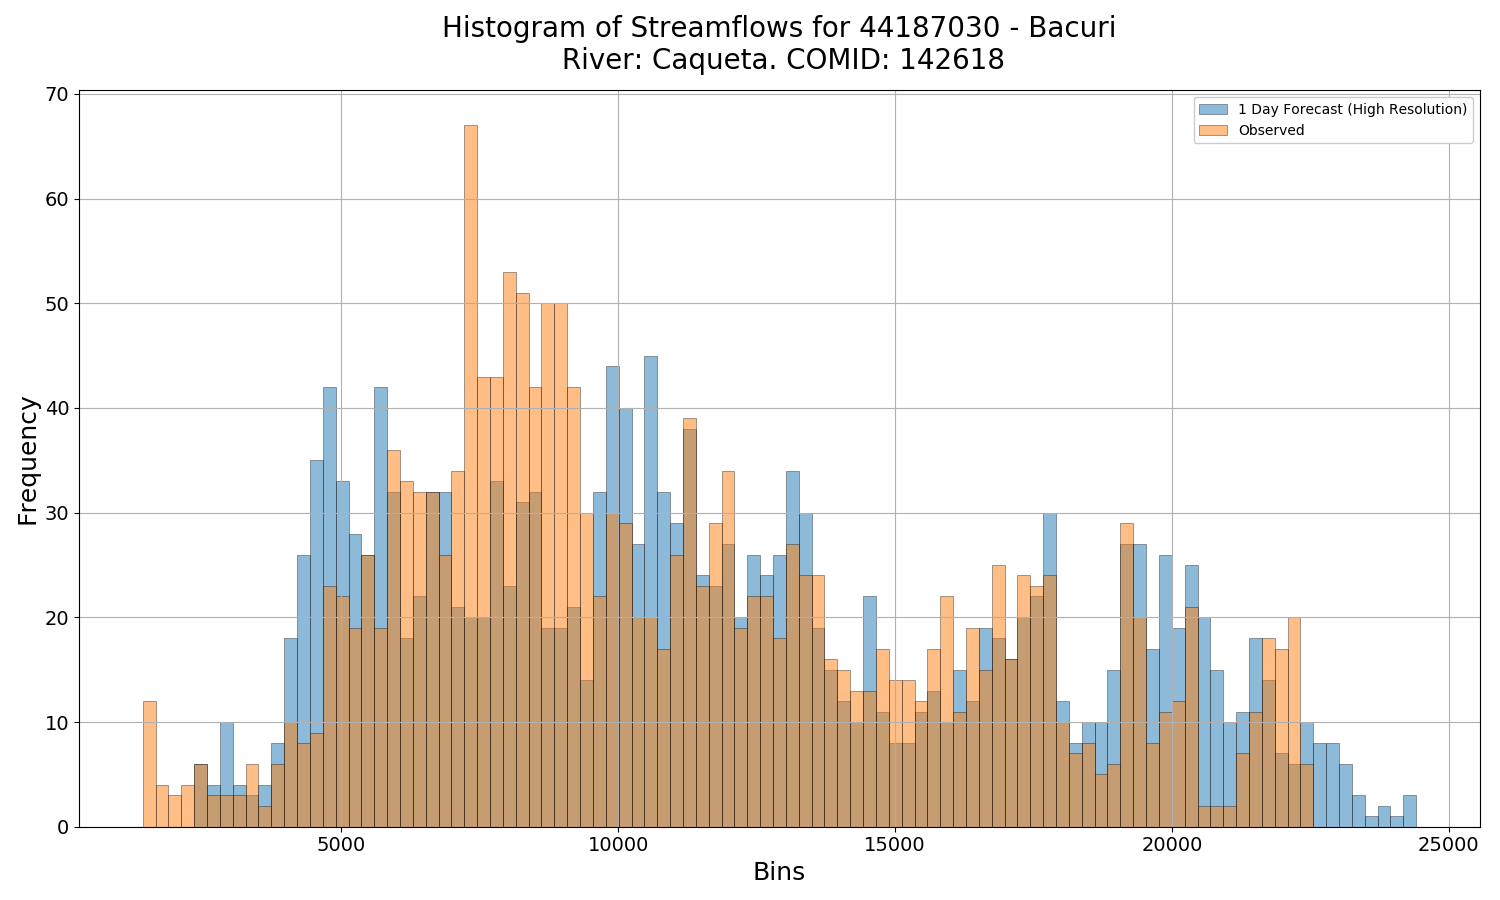 Histogram of Streamflows for 44187030 - Bacuri
River: Caqueta. COMID: 142618
70
60
50
40
30
20
10
0
Frequency
1 Day Forecast (High Resolution)
Observed
5000 10000 15000 20000 25000
Bins